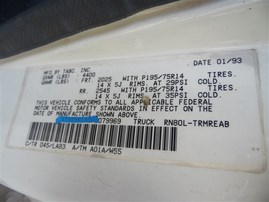 MFD. BY: TABC, INC. DATE 01/93
GVWR (LBS) 4400
GAWR (LBS) FRT. 2025 WITH P195/75R14 TIRES,
14 X 5J RIMS, AT 29PSI COLD.
RR. 2545 WITH P195/75R14 TIRES,
14 X 5J RIMS, AT 35PSI COLD.
THIS VEHICLE CONFORMS TO ALL APPLICABLE FEDERAL
MOTOR VEHICLE SAFETY STANDARDS IN EFFECT ON THE
DATE OF MANUFACTURE SHOWN ABOVE.
079969 TRUCK RN80L-TRMREAB
C/TR 045/LA83 A/TM A01A/W55